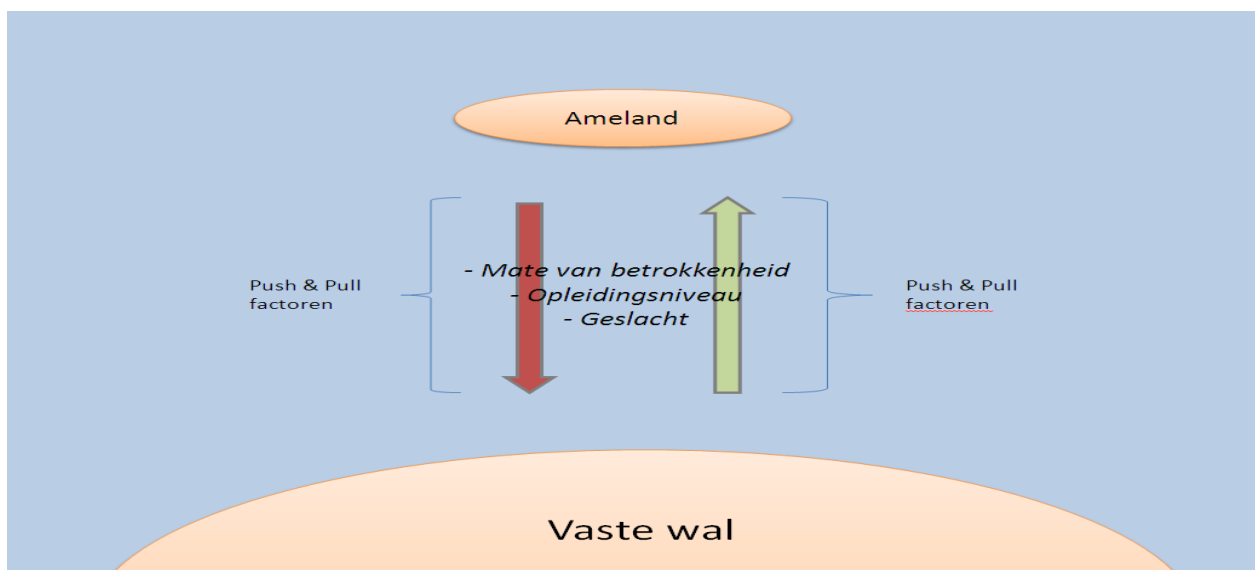 Ameland
- Mate van betrokkenheid
- Opleidingsniveau
- Geslacht
Push & Pull
factoren
Push & Pull
factoren
Vaste wal